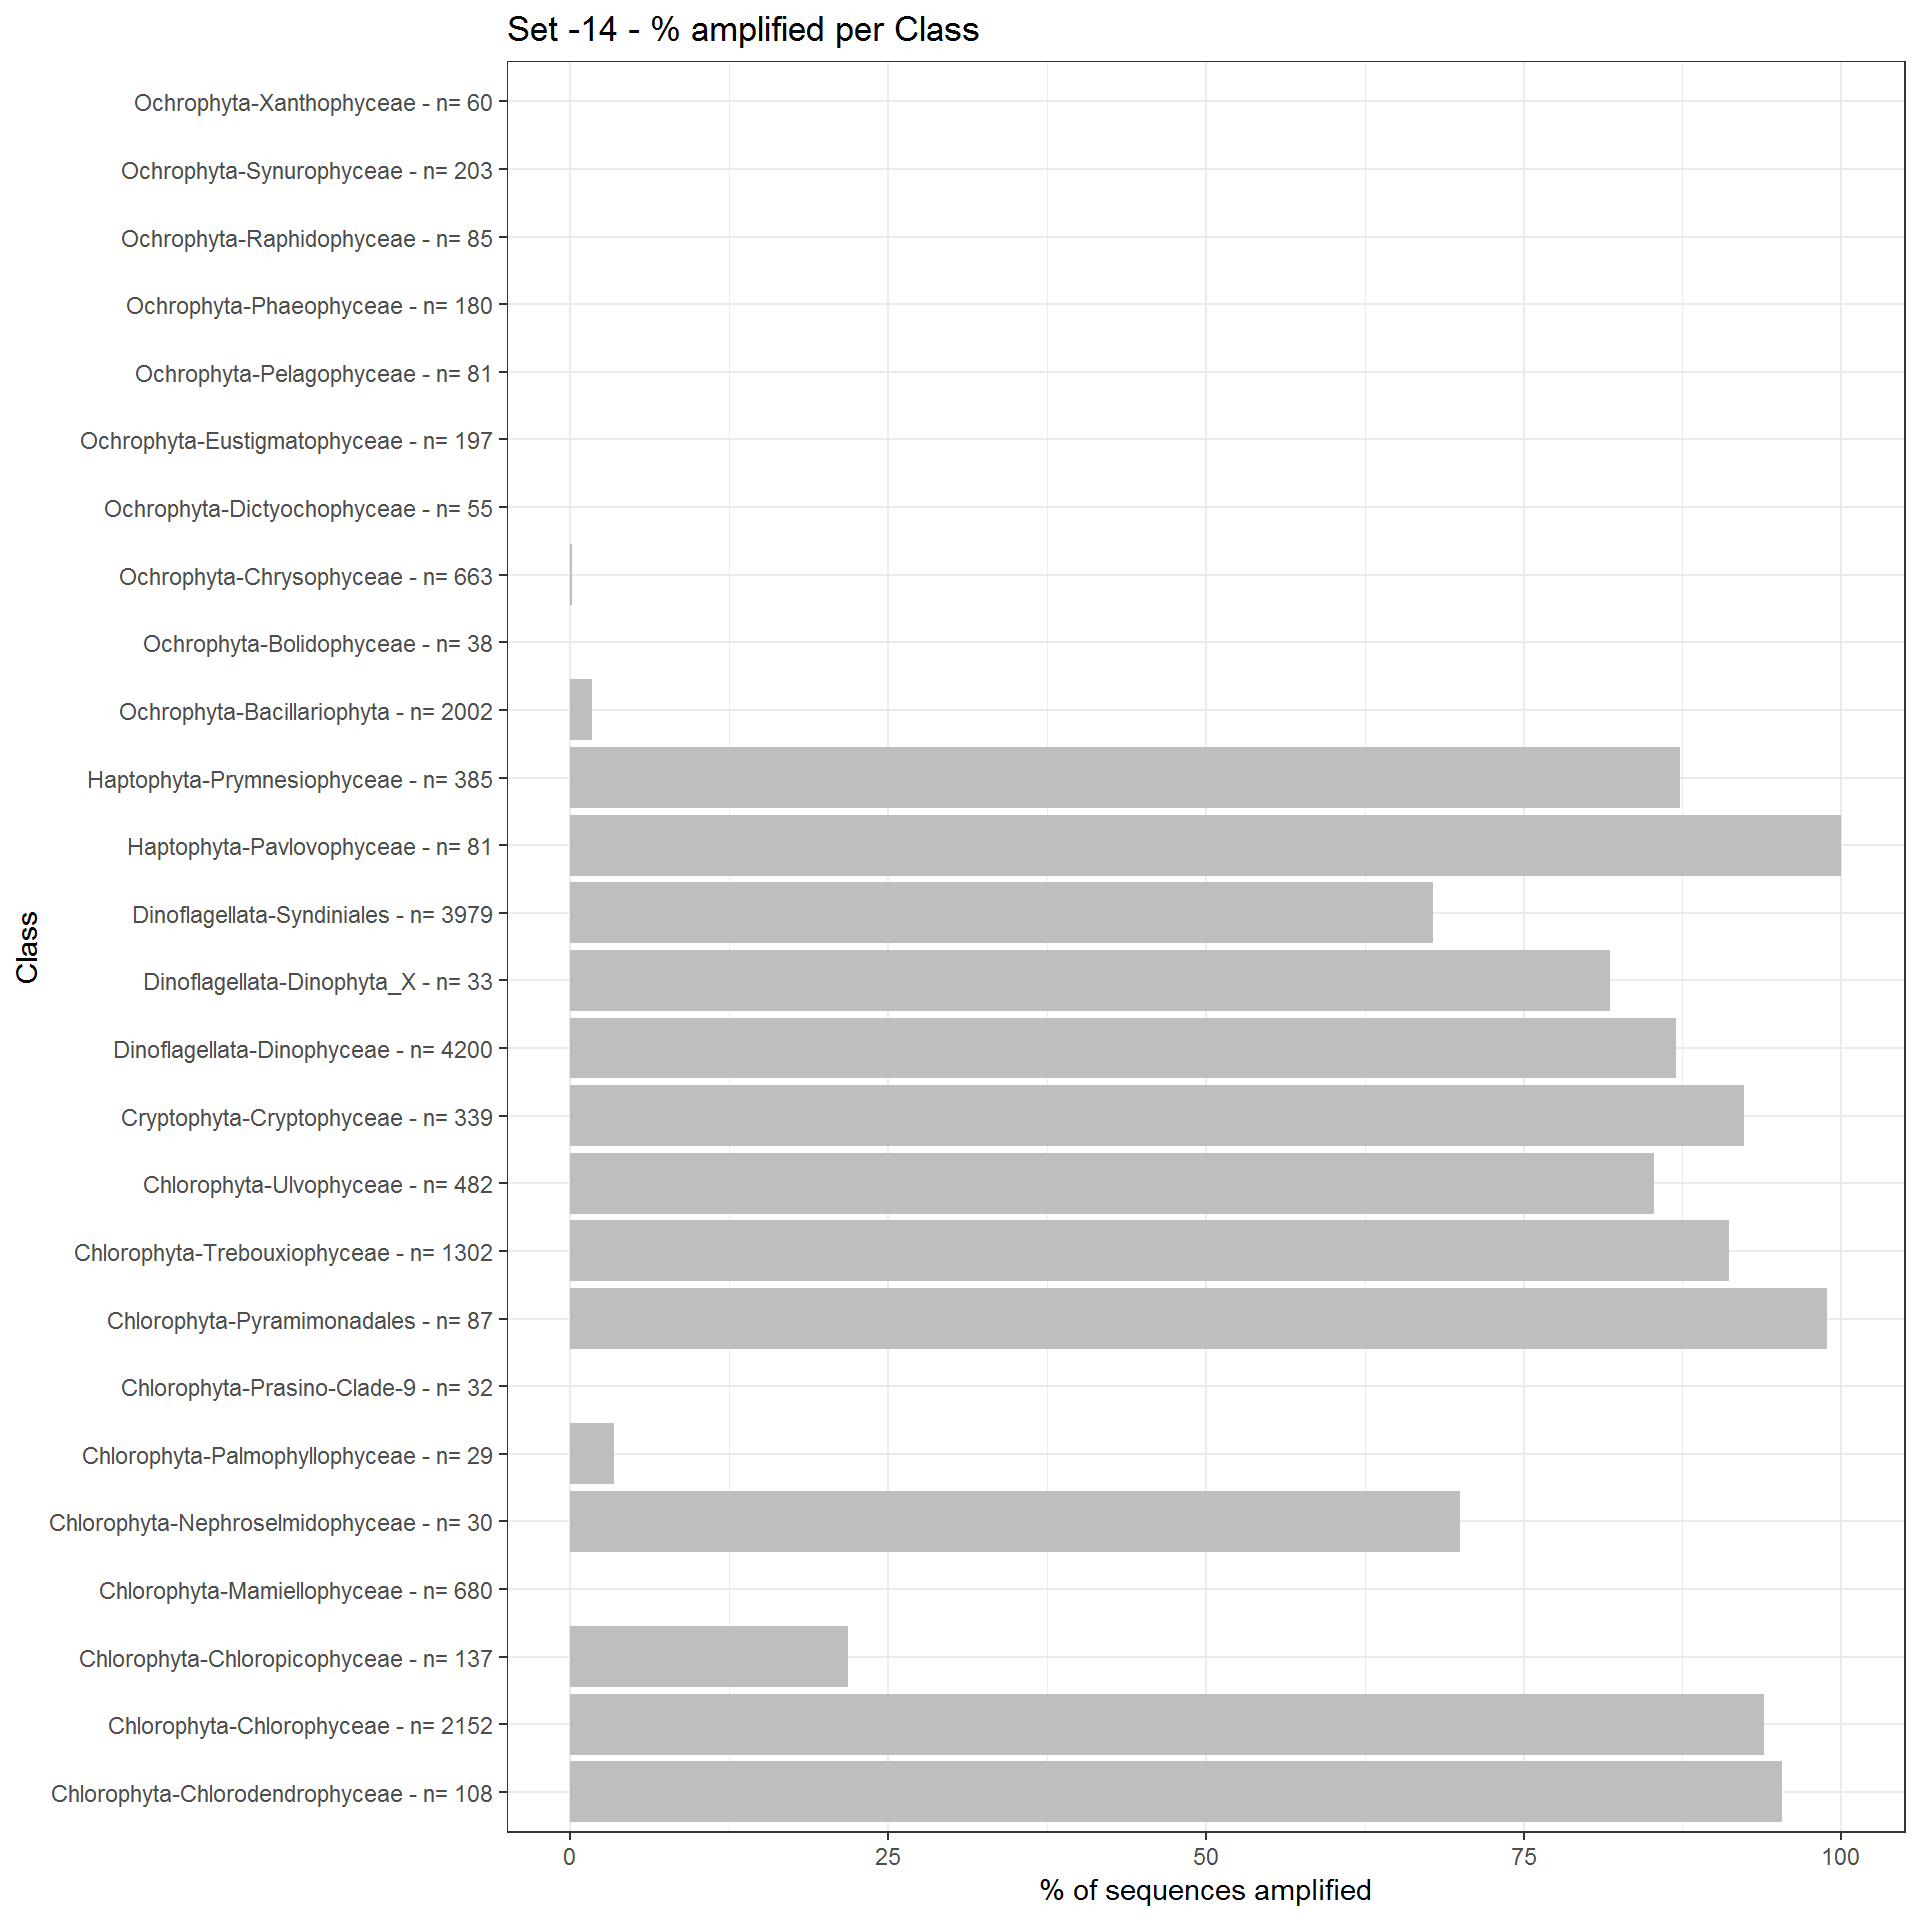 Set -14 - % amplified per Class
Ochrophyta-Xanthophyceae - n= 60
Ochrophyta-Synurophyceae - n= 203
Ochrophyta-Raphidophyceae - n= 85
Ochrophyta-Phaeophyceae - n= 180
Ochrophyta-Pelagophyceae - n= 81
Ochrophyta-Eustigmatophyceae - n= 197
Ochrophyta-Dictyochophyceae - n= 55
Ochrophyta-Chrysophyceae - n= 663
Ochrophyta-Bolidophyceae - n= 38
Ochrophyta-Bacillariophyta - n= 2002
Haptophyta-Prymnesiophyceae - n= 385
Haptophyta-Pavlovophyceae - n= 81
Dinoflagellata-Syndiniales - n= 3979
Dinoflagellata-Dinophyta_X - n= 33
Dinoflagellata-Dinophyceae - n= 4200
Cryptophyta-Cryptophyceae - n= 339
Chlorophyta-Ulvophyceae - n= 482
Chlorophyta-Trebouxiophyceae - n= 1302
Chlorophyta-Pyramimonadales - n= 87
Chlorophyta-Prasino-Clade-9 - n= 32
Chlorophyta-Palmophyllophyceae - n= 29
Chlorophyta-Nephroselmidophyceae - n= 30
Chlorophyta-Mamiellophyceae - n= 680
Chlorophyta-Chloropicophyceae - n= 137
Chlorophyta-Chlorophyceae - n= 2152
Chlorophyta-Chlorodendrophyceae - n= 108
Class
0 25 50 75 100
% of sequences amplified